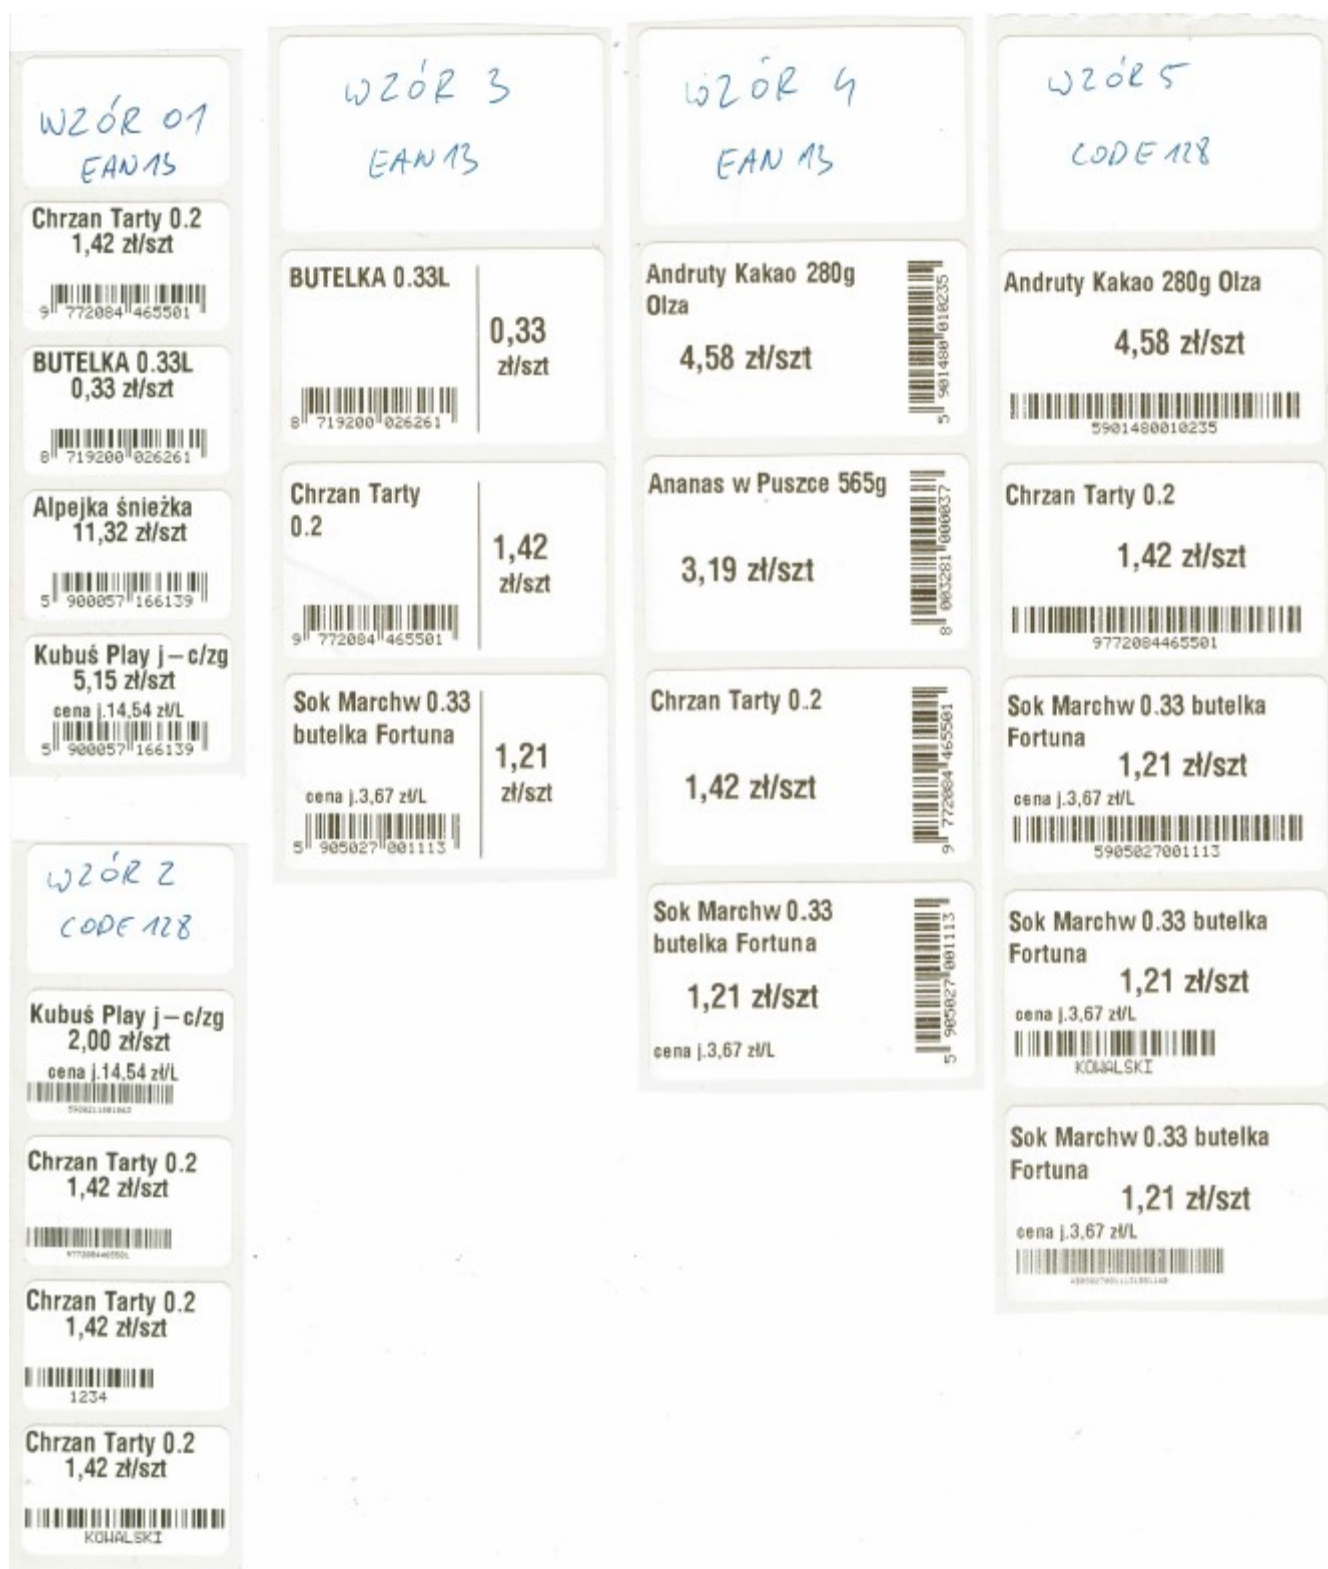 WZÓR 01
EAN 13
Chrzan Tarty 0.2
1,42 zł/szt
9 772084 465501
BUTELKA 0.33L
0,33 zł/szt
8 719200 026261
Alpejka śnieżka
11,32 zł/szt
5 900057 166139
Kubuś Play j – c/zg
5,15 zł/szt
cena j.14,54 zł/L
5 900057 166139
WZÓR 2
CODE 128
Kubuś Play j – c/zg
2,00 zł/szt
cena j.14,54 zł/L
Chrzan Tarty 0.2
1,42 zł/szt
9772084465501
Chrzan Tarty 0.2
1,42 zł/szt
1234
Chrzan Tarty 0.2
1,42 zł/szt
KOWALSKI
WZÓR 3
EAN 13
BUTELKA 0.33L
0,33
zł/szt
8 719200 026261
Chrzan Tarty
0.2
1,42
zł/szt
9 772084 465501
Sok Marchw 0.33
butelka Fortuna
1,21
zł/szt
cena j.3,67 zł/L
5 905027 001113
WZÓR 4
EAN 13
Andruty Kakao 280g
Olza
4,58 zł/szt
5 901480 010235
Ananas w Puszce 565g
3,19 zł/szt
8 003281 000037
Chrzan Tarty 0.2
1,42 zł/szt
9 772084 465501
Sok Marchw 0.33
butelka Fortuna
1,21 zł/szt
cena j.3,67 zł/L
5 905027 001113
WZÓR 5
CODE 128
Andruty Kakao 280g Olza
4,58 zł/szt
5901480010235
Chrzan Tarty 0.2
1,42 zł/szt
9772084465501
Sok Marchw 0.33 butelka
Fortuna
1,21 zł/szt
cena j.3,67 zł/L
5905027001113
Sok Marchw 0.33 butelka
Fortuna
1,21 zł/szt
cena j.3,67 zł/L
KOWALSKI
Sok Marchw 0.33 butelka
Fortuna
1,21 zł/szt
cena j.3,67 zł/L